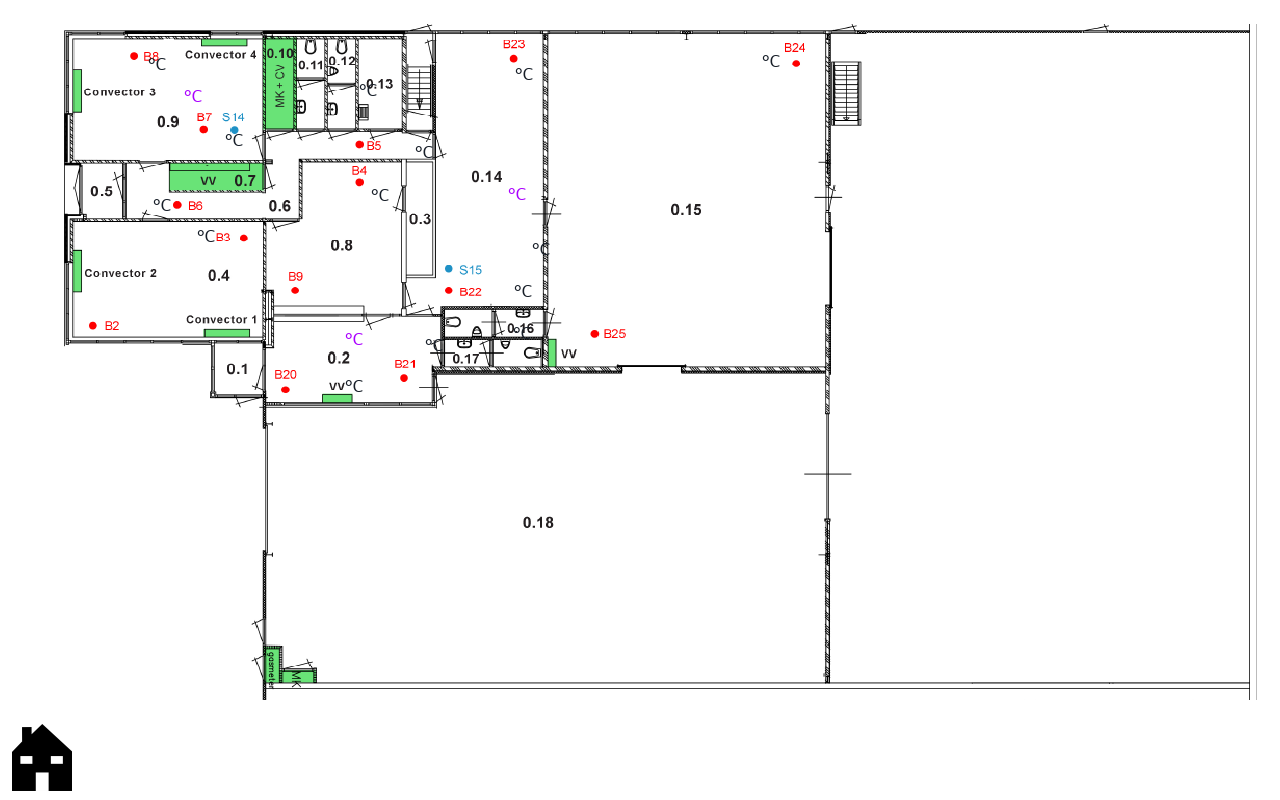 B23
B24
B8
°C
Convector 4
0.10
0.11
0.12
°C
°C
0.13
°C
Convector 3
°C
MK + CV
0.9
B7
S14
°C
B5
°C
B4
0.14
0.5
VV
0.7
°C
°C
°C
B6
0.6
0.3
0.15
°C
B3
0.8
°C
Convector 2
0.4
B9
S15
B22
°C
Convector 1
B2
0.16
B25
°C
0.2
0.17
VV
0.1
B20
B21
VV
°C
0.18
gasmeter
MK